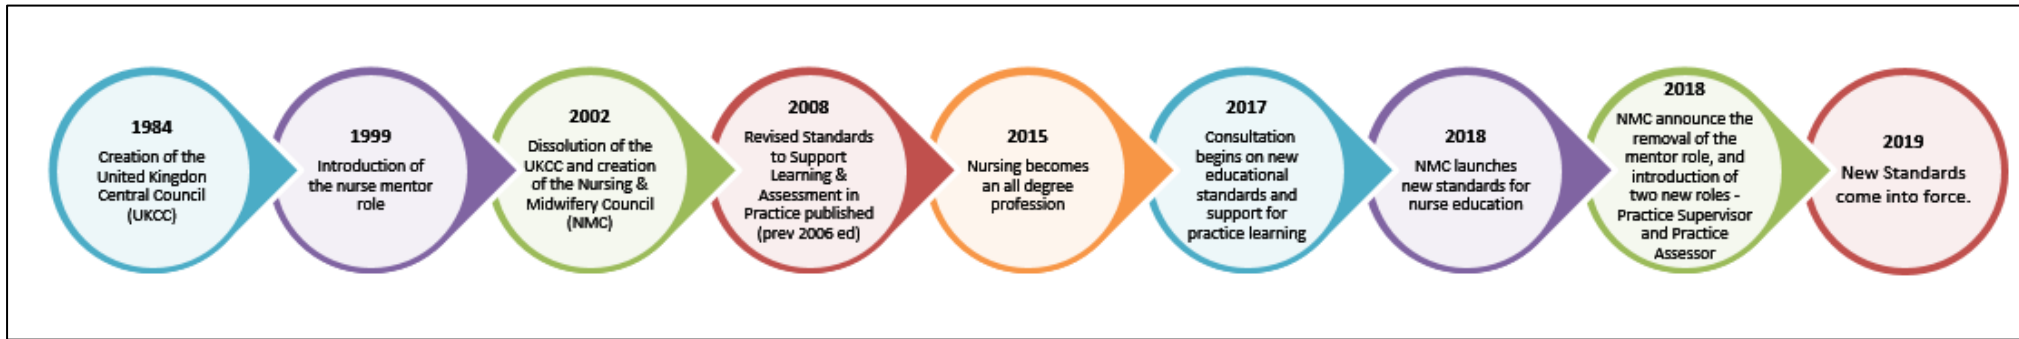 1984
Creation of the
United Kingdon
Central Council
(UKCC)
1999
Introduction of
the nurse mentor
role
2002
Dissolution of the
UKCC and creation
of the Nursing &
Midwifery Council
(NMC)
2008
Revised Standards
to Support
Learning &
Assessment in
Practice published
(prev 2006 ed)
2015
Nursing becomes
an all degree
profession
2017
Consultation
begins on new
educational
standards and
support for
practice learning
2018
NMC launches
new standards for
nurse education
2018
NMC announce the
removal of the
mentor role, and
introduction of
two new roles -
Practice Supervisor
and Practice
Assessor
2019
New Standards
come into force.